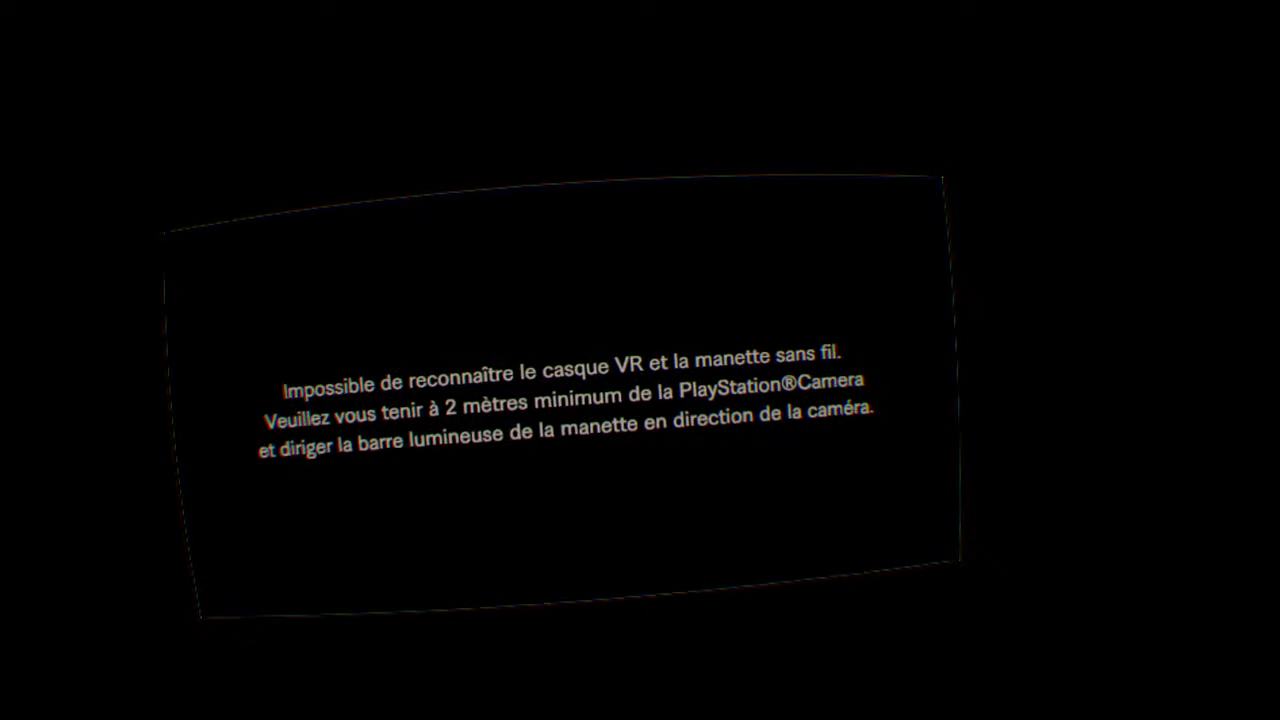 Impossible de reconnaître le casque VR et la manette sans fil.
Veuillez vous tenir à 2 mètres minimum de la PlayStation®Camera
et diriger la barre lumineuse de la manette en direction de la caméra.